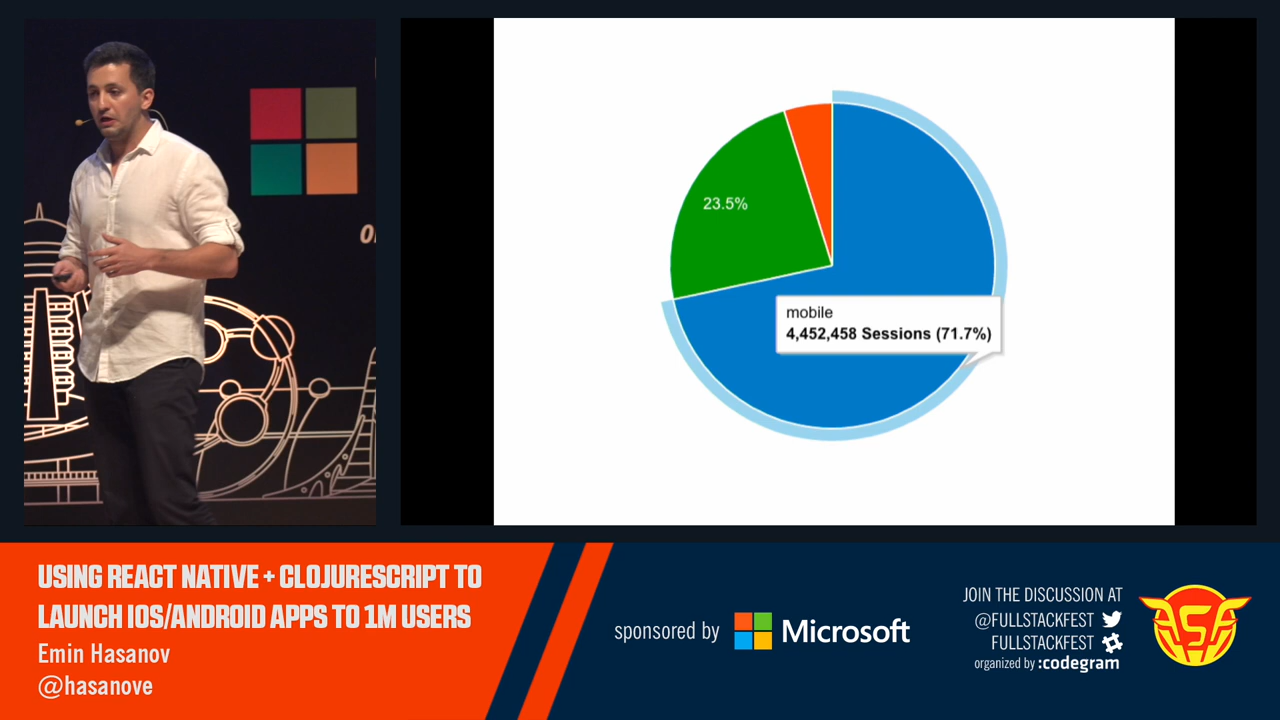 23.5%
mobile
4,452,458 Sessions (71.7%)
USING REACT NATIVE + CLOJURESCRIPT TO
LAUNCH IOS/ANDROID APPS TO 1M USERS
Emin Hasanov
@hasanove
sponsored by Microsoft
JOIN THE DISCUSSION AT
@FULLSTACKFEST
FULLSTACKFEST
organized by :codegram